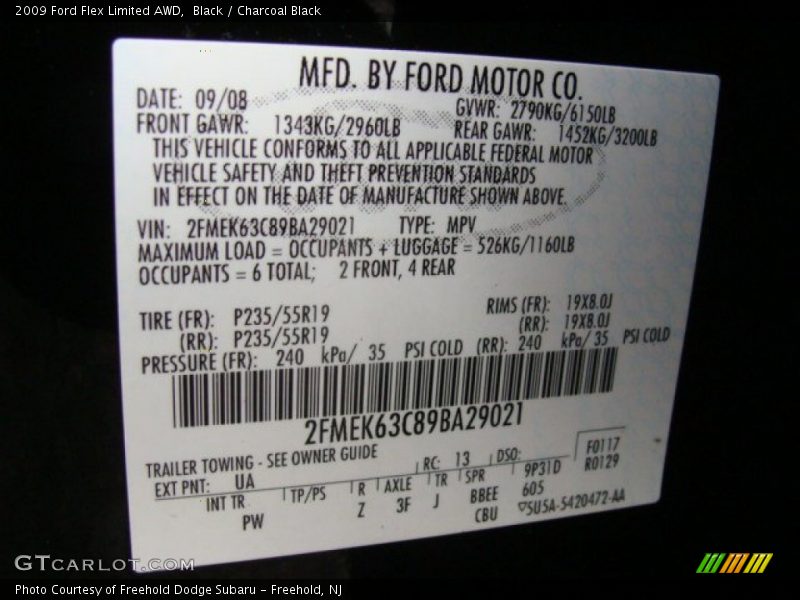 2009 Ford Flex Limited AWD,  Black / Charcoal Black
MFD. BY FORD MOTOR CO.
DATE: 09/08 GVWR: 2790KG/6150LB
FRONT GAWR: 1343KG/2960LB REAR GAWR: 1452KG/3200LB
THIS VEHICLE CONFORMS TO ALL APPLICABLE FEDERAL MOTOR
VEHICLE SAFETY AND THEFT PREVENTION STANDARDS
IN EFFECT ON THE DATE OF MANUFACTURE SHOWN ABOVE.
VIN: 2FMEK63C89BA29021 TYPE: MPV
MAXIMUM LOAD = OCCUPANTS + LUGGAGE = 526KG/1160LB
OCCUPANTS = 6 TOTAL; 2 FRONT, 4 REAR
TIRE (FR): P235/55R19 RIMS (FR): 19X8.0J
(RR): P235/55R19 (RR): 19X8.0J
PRESSURE (FR): 240 kPa/ 35 PSI COLD (RR): 240 kPa/ 35 PSI COLD
2FMEK63C89BA29021
TRAILER TOWING - SEE OWNER GUIDE
EXT PNT: UA RC: 13 DSO: F0117
INT TR TP/PS R AXLE TR SPR 9P31D R0129
PW Z 3F J BBEE 605
CBU ▽5U5A-5420472-AA
GTCARLOT.COM
Photo Courtesy of Freehold Dodge Subaru - Freehold, NJ